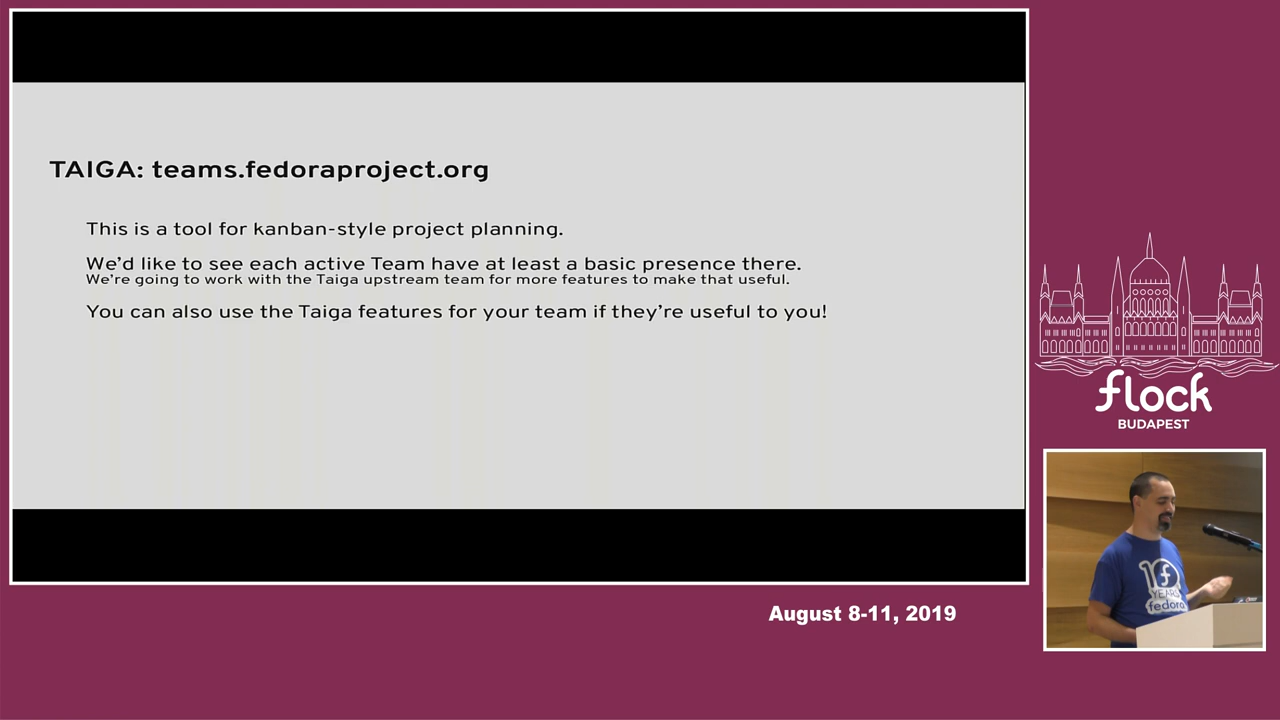 TAIGA: teams.fedoraproject.org
This is a tool for kanban-style project planning.
We'd like to see each active Team have at least a basic presence there.
We're going to work with the Taiga upstream team for more features to make that useful.
You can also use the Taiga features for your team if they're useful to you!
flock
BUDAPEST
10
YEARS
fedora
August 8-11, 2019